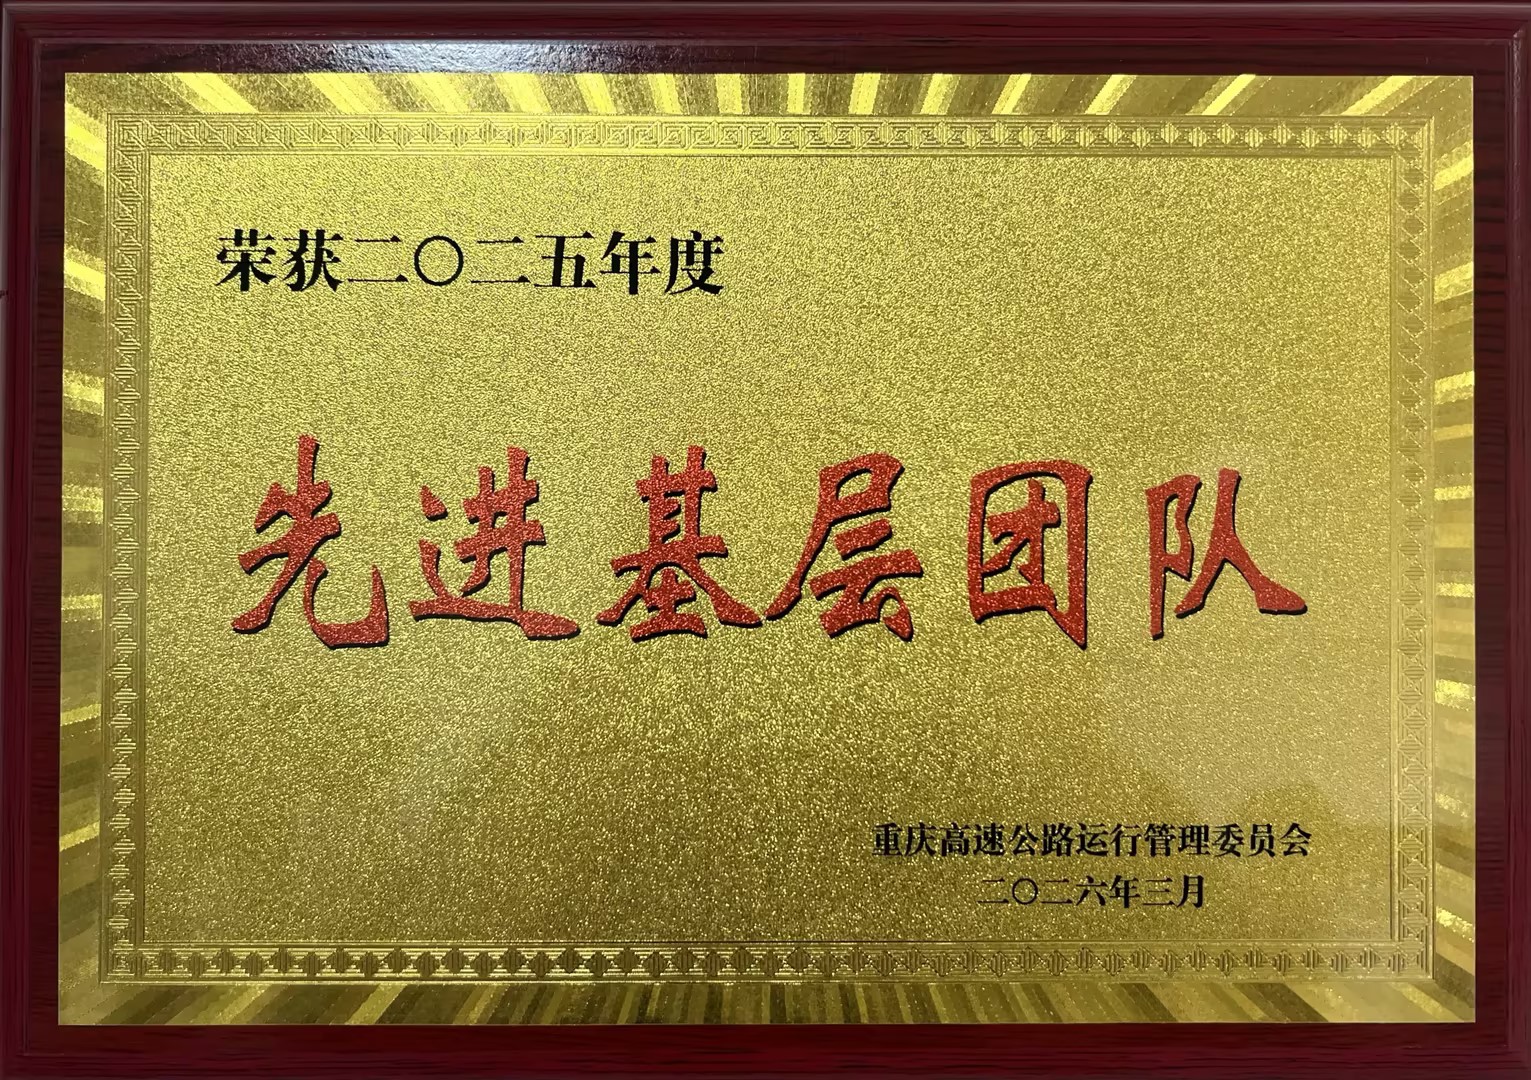 荣获二〇二五年度
先进基层团队
重庆高速公路运行管理委员会
二〇二六年三月